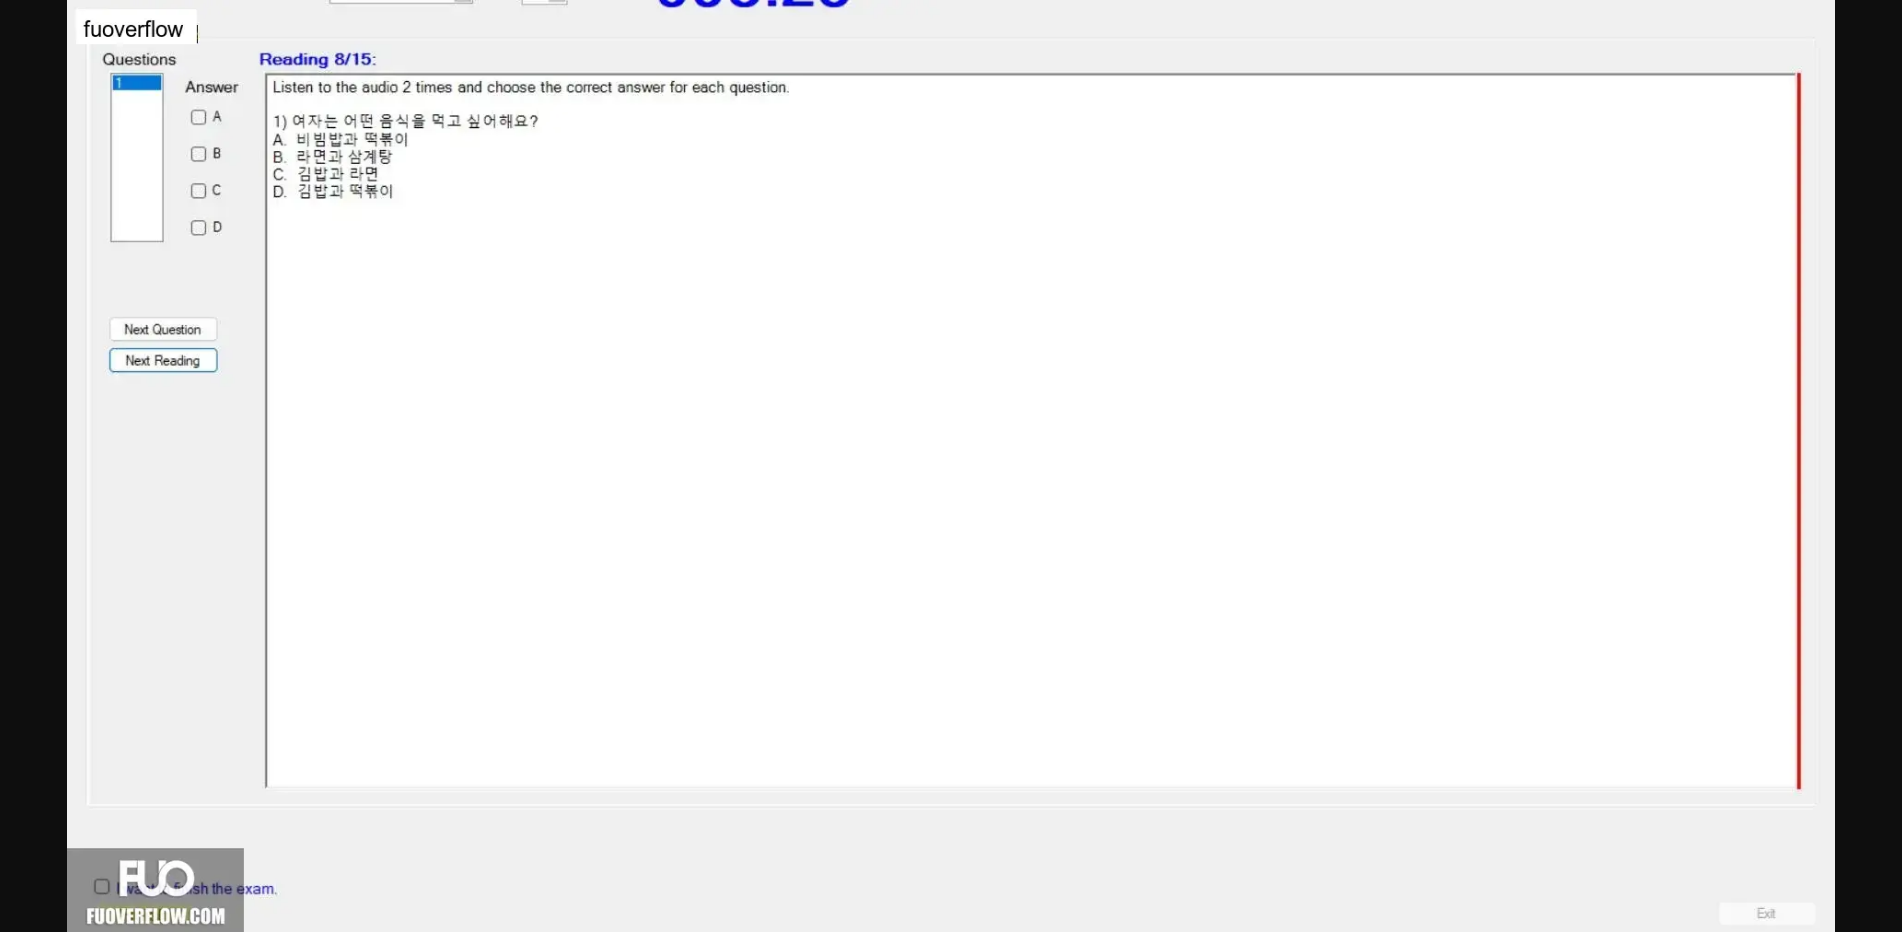 fuoverflow
Questions
Reading 8/15:
1
Answer
Listen to the audio 2 times and choose the correct answer for each question.
A
1) 여자는 어떤 음식을 먹고 싶어해요?
A. 비빔밥과 떡볶이
B. 라면과 삼계탕
C. 김밥과 라면
D. 김밥과 떡볶이
B
C
D
Next Question
Next Reading
FUO
I want finish the exam.
FUOVERFLOW.COM
Exit